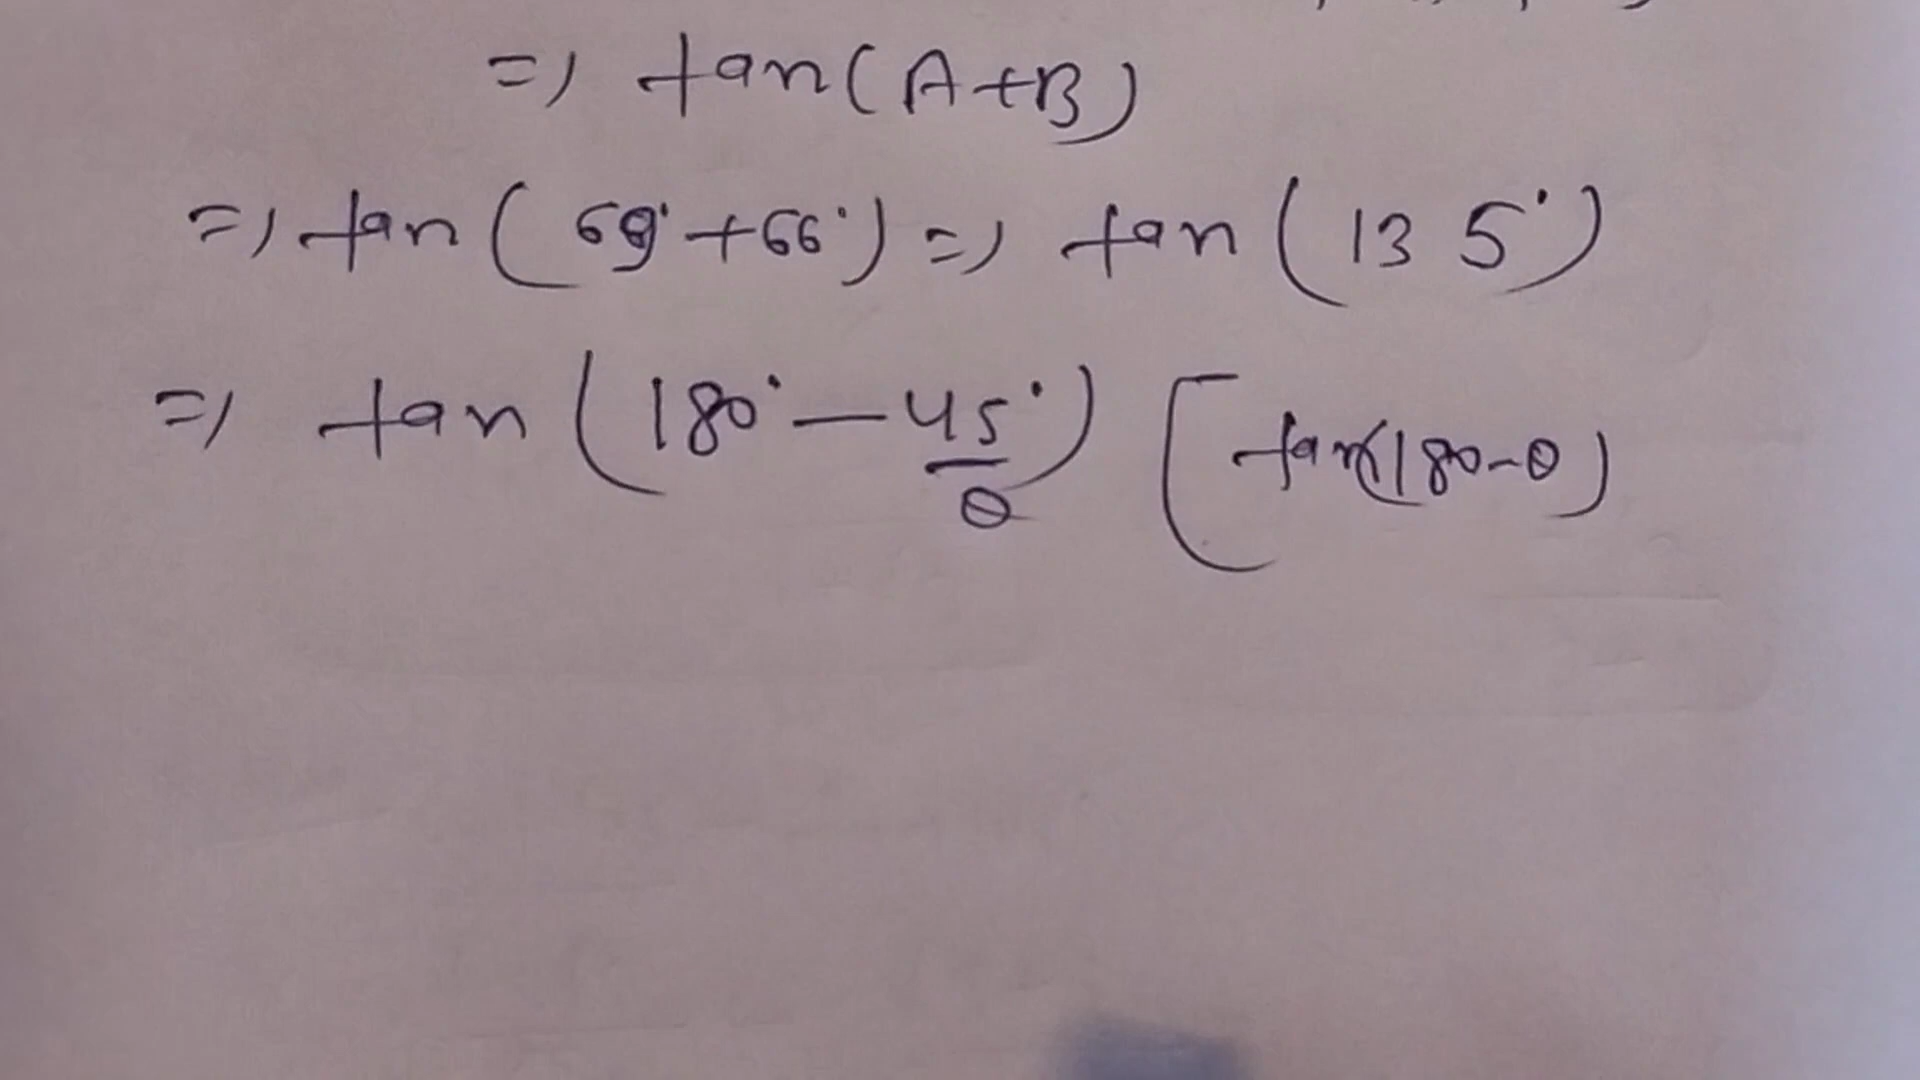 => tan(A+B)
=> tan(69°+66°) => tan(135°)
=> tan(180°-45°) [tan(180-θ)
θ